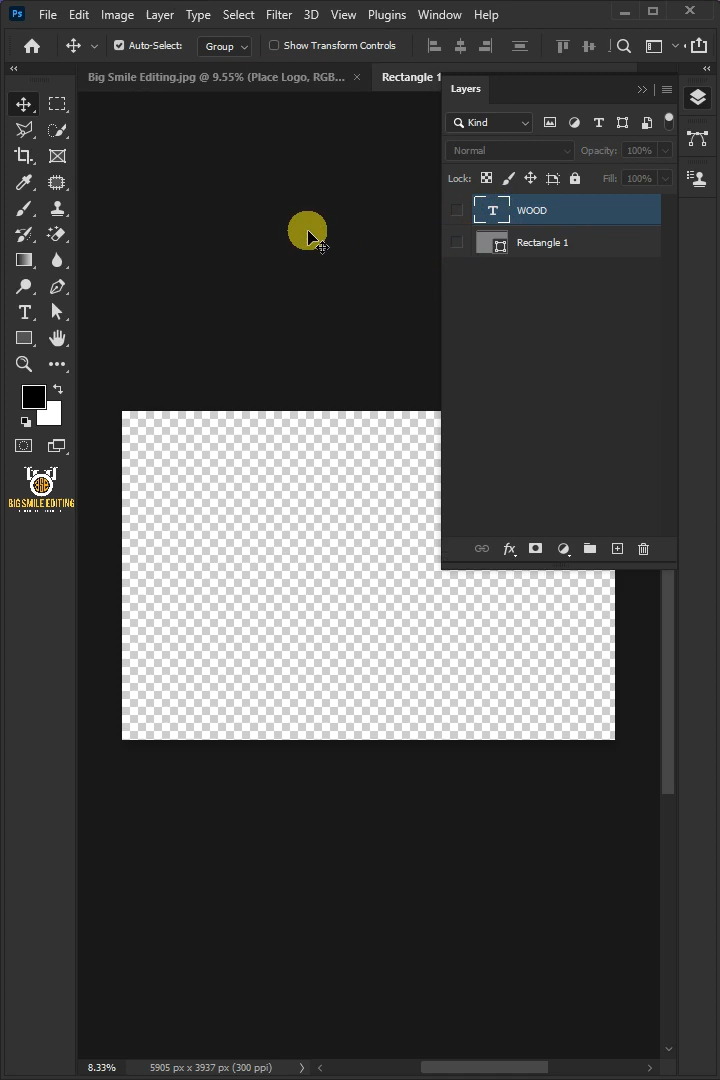 Ps File Edit Image Layer Type Select Filter 3D View Plugins Window Help
Auto-Select: Group Show Transform Controls
Big Smile Editing.jpg @ 9.55% (Place Logo, RGB... × Rectangle 1
Layers
Kind
Normal Opacity: 100%
Lock: Fill: 100%
T WOOD
Rectangle 1
BIG SMILE EDITING
fx
8.33% 5905 px x 3937 px (300 ppi)